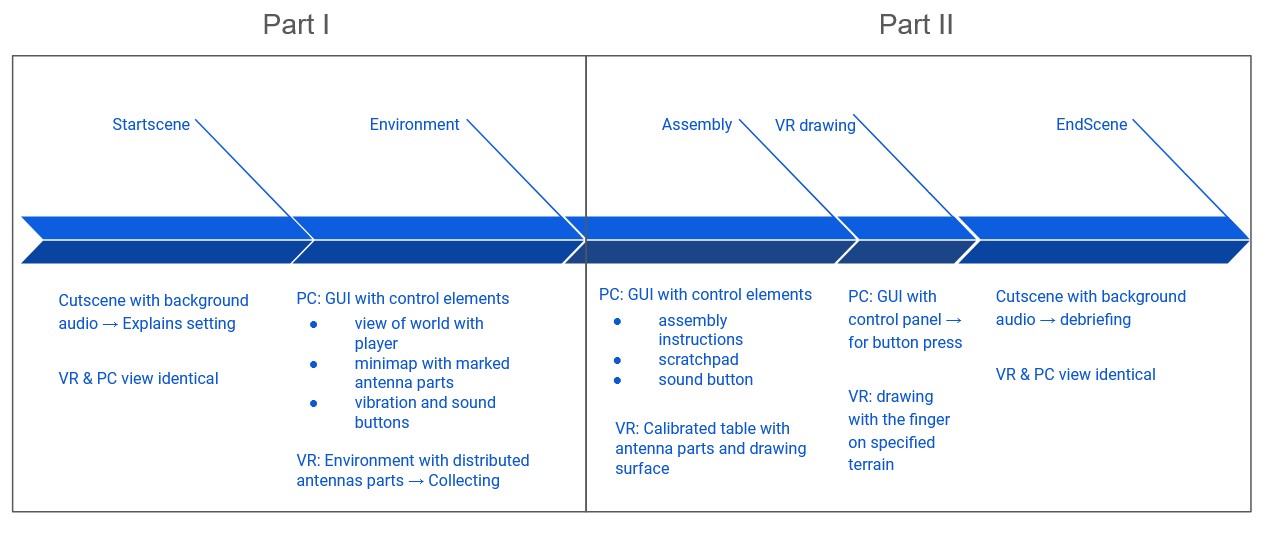 Part I
Part II
Startscene
Environment
Assembly
VR drawing
EndScene
Cutscene with background
audio → Explains setting
VR & PC view identical
PC: GUI with control elements
● view of world with
player
● minimap with marked
antenna parts
● vibration and sound
buttons
VR: Environment with distributed
antennas parts → Collecting
PC: GUI with control elements
● assembly
instructions
● scratchpad
● sound button
VR: Calibrated table with
antenna parts and drawing
surface
PC: GUI with
control panel →
for button press
VR: drawing
with the finger
on specified
terrain
Cutscene with background
audio → debriefing
VR & PC view identical